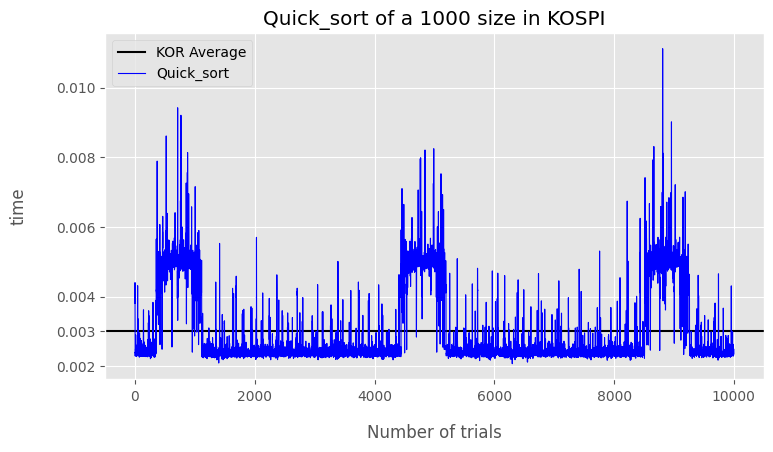 Quick_sort of a 1000 size in KOSPI
KOR Average
Quick_sort
0.010
0.008
0.006
0.004
0.003
0.002
time
0
2000
4000
6000
8000
10000
Number of trials